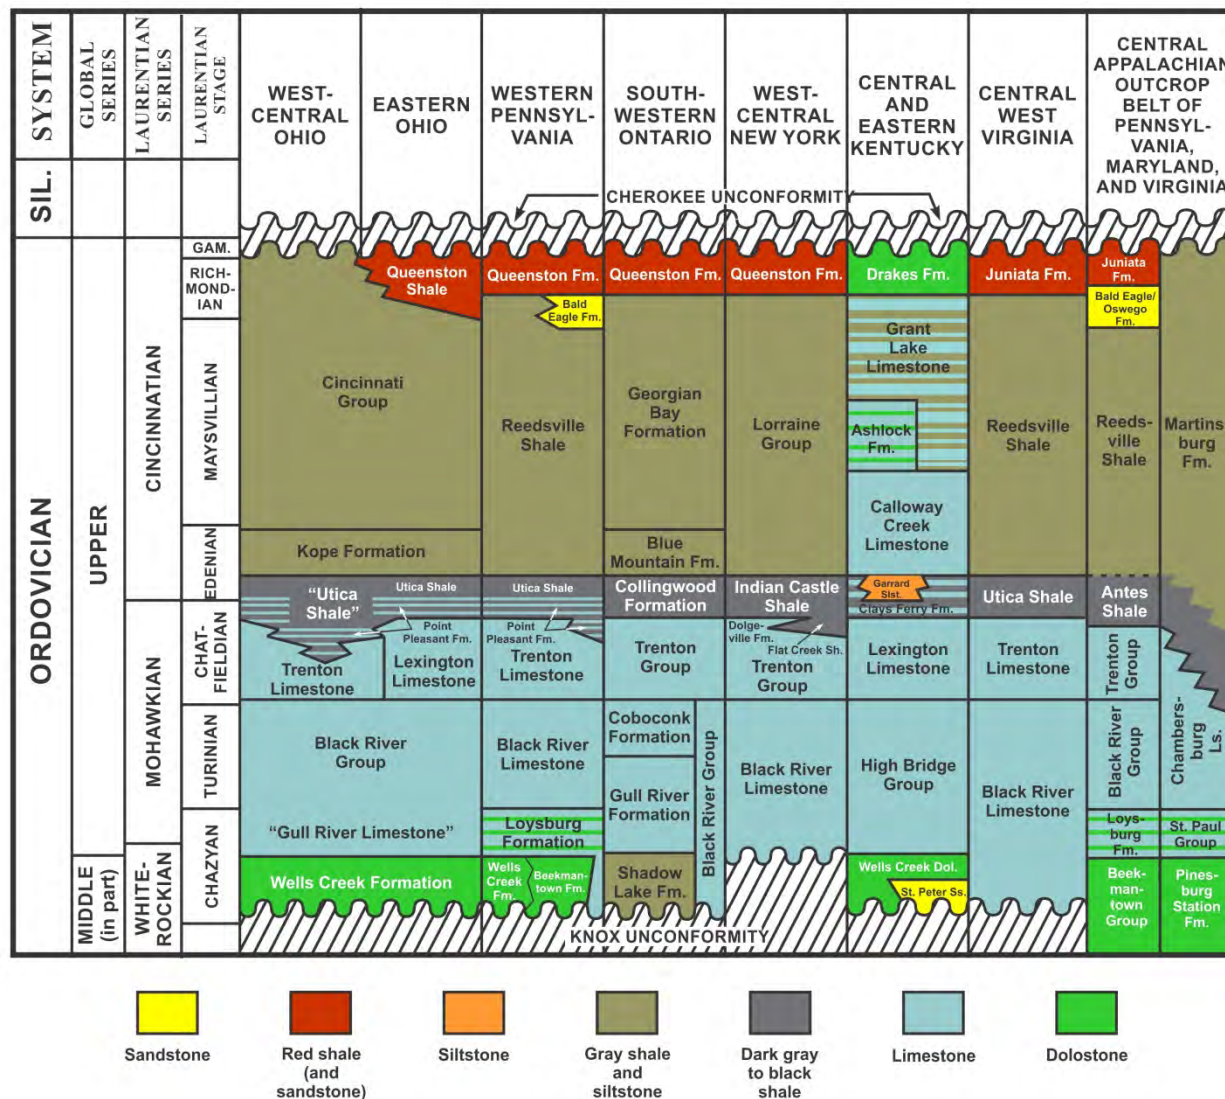 SYSTEM
GLOBAL
SERIES
LAURENTIAN
SERIES
LAURENTIAN
STAGE
WEST-
CENTRAL
OHIO
EASTERN
OHIO
WESTERN
PENNSYL-
VANIA
SOUTH-
WESTERN
ONTARIO
WEST-
CENTRAL
NEW YORK
CENTRAL
AND
EASTERN
KENTUCKY
CENTRAL
WEST
VIRGINIA
CENTRAL
APPALACHIAN
OUTCROP
BELT OF
PENNSYL-
VANIA,
MARYLAND,
AND VIRGINIA
SIL.
CHEROKEE UNCONFORMITY
ORDOVICIAN
UPPER
MIDDLE
(in part)
CINCINNATIAN
MOHAWKIAN
WHITE-
ROCKIAN
GAM.
RICH-
MOND-
IAN
MAYSVILLIAN
EDENIAN
CHAT-
FIELDIAN
TURINIAN
CHAZYAN
Cincinnati
Group
Queenston
Shale
Kope Formation
"Utica
Shale"
Utica Shale
Point
Pleasant Fm.
Trenton
Limestone
Lexington
Limestone
Black River
Group
"Gull River Limestone"
Wells Creek Formation
Queenston Fm.
Bald
Eagle Fm.
Reedsville
Shale
Utica Shale
Point
Pleasant Fm.
Trenton
Limestone
Black River
Limestone
Loysburg
Formation
Wells
Creek
Fm.
Beekman-
town Fm.
Queenston Fm.
Georgian
Bay
Formation
Blue
Mountain Fm.
Collingwood
Formation
Trenton
Group
Coboconk
Formation
Gull River
Formation
Shadow
Lake Fm.
Black River Group
Queenston Fm.
Lorraine
Group
Indian Castle
Shale
Dolge-
ville Fm.
Flat Creek Sh.
Trenton
Group
Black River
Limestone
Drakes Fm.
Grant
Lake
Limestone
Ashlock
Fm.
Calloway
Creek
Limestone
Garrard
Slst.
Clays Ferry Fm.
Lexington
Limestone
High Bridge
Group
Wells Creek Dol.
St. Peter Ss.
Juniata Fm.
Reedsville
Shale
Utica Shale
Trenton
Limestone
Black River
Limestone
Juniata
Fm.
Bald Eagle/
Oswego
Fm.
Reeds-
ville
Shale
Antes
Shale
Trenton
Group
Black River
Group
Loys-
burg
Fm.
Beek-
man-
town
Group
Martins-
burg
Fm.
Chambers-
burg
Ls.
St. Paul
Group
Pines-
burg
Station
Fm.
KNOX UNCONFORMITY
Sandstone
Red shale
(and
sandstone)
Siltstone
Gray shale
and
siltstone
Dark gray
to black
shale
Limestone
Dolostone